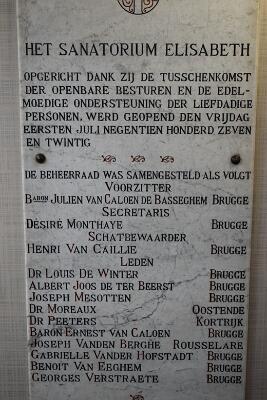 HET SANATORIUM ELISABETH
OPGERICHT DANK ZIJ DE TUSSCHENKOMST
DER OPENBARE BESTUREN EN DE EDEL-
MOEDIGE ONDERSTEUNING DER LIEFDADIGE
PERSONEN, WERD GEOPEND DEN VRIJDAG
EERSTEN JULI NEGENTIEN HONDERD ZEVEN
EN TWINTIG
DE BEHEERRAAD WAS SAMENGESTELD ALS VOLGT
VOORZITTER
BARON JULIEN VAN CALOEN DE BASSEGHEM BRUGGE
SECRETARIS
DÉSIRÉ MONTHAYE BRUGGE
SCHATBEWAARDER
HENRI VAN CAILLIE BRUGGE
LEDEN
DR LOUIS DE WINTER BRUGGE
ALBERT JOOS DE TER BEERST BRUGGE
JOSEPH MESOTTEN BRUGGE
DR MOREAUX OOSTENDE
DR PEETERS KORTRIJK
BARON ERNEST VAN CALOEN BRUGGE
JOSEPH VANDEN BERGHE ROUSSELARE
GABRIELLE VANDER HOFSTADT BRUGGE
BENOIT VAN EEGHEM BRUGGE
GEORGES VERSTRAETE BRUGGE